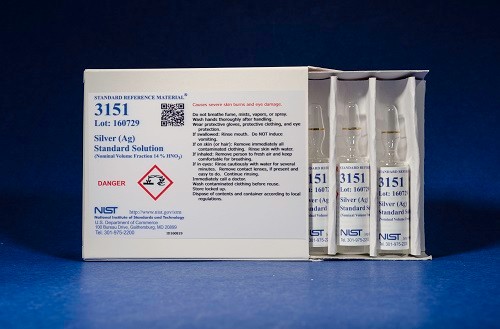 STANDARD REFERENCE MATERIAL®
3151
Lot: 160729
Silver (Ag)
Standard Solution
(Nominal Volume Fraction 14 % HNO3)
DANGER
NIST http://www.nist.gov/srm
National Institute of Standards and Technology
U.S. Department of Commerce
100 Bureau Drive, Gaithersburg, MD 20899
Tel: 301-975-2200
Causes severe skin burns and eye damage.
Do not breathe fume, mists, vapors, or spray.
Wash hands thoroughly after handling.
Wear protective gloves, protective clothing, and eye
protection.
If swallowed: Rinse mouth. Do NOT induce
vomiting.
If on skin (or hair): Remove immediately all
contaminated clothing. Rinse skin with water.
If inhaled: Remove person to fresh air and keep
comfortable for breathing.
If in eyes: Rinse cautiously with water for several
minutes. Remove contact lenses, if present and
easy to do. Continue rinsing.
Immediately call a doctor.
Wash contaminated clothing before reuse.
Store locked up.
Dispose of contents and container according to local
regulations.
3151
Lot: 160729
Silver (Ag)
Standard So
NIST
301-975-2
3151
Lot: 160729
Silver (Ag)
Standard Solu
NIST
Tel: 301-975-2200